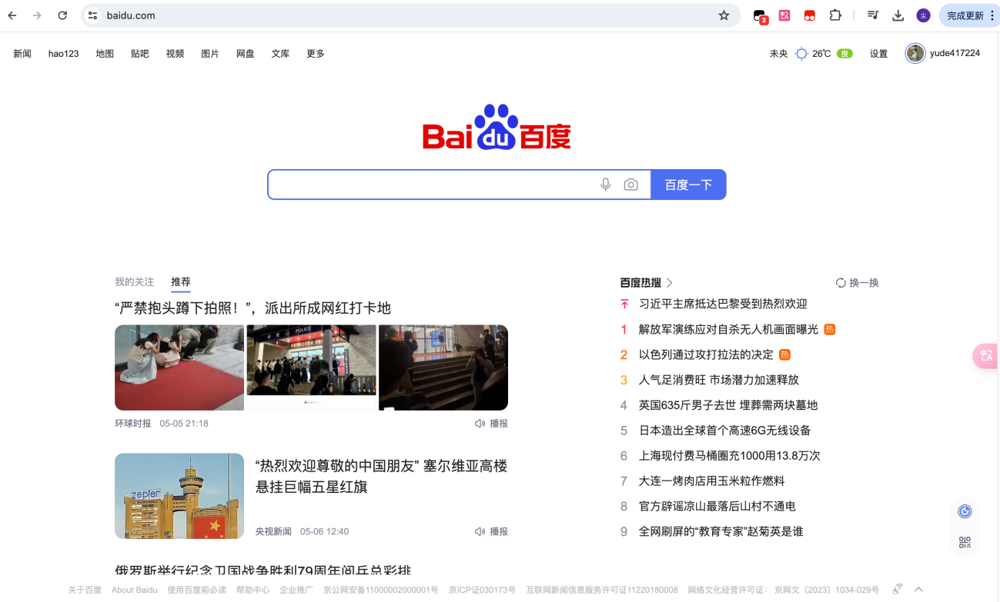 baidu.com
2
中A
尘
完成更新
新闻 hao123 地图 贴吧 视频 图片 网盘 文库 更多
未央 26℃ 良 设置 yude417224
Bai du 百度
百度一下
我的关注 推荐
“严禁抱头蹲下拍照！”，派出所成网红打卡地
POLICE
环球时报 05-05 21:18 播报
zepter
“热烈欢迎尊敬的中国朋友” 塞尔维亚高楼
悬挂巨幅五星红旗
央视新闻 05-06 12:40 播报
俄罗斯举行纪念卫国战争胜利79周年阅兵总彩排
百度热搜 换一换
习近平主席抵达巴黎受到热烈欢迎
1 解放军演练应对自杀无人机画面曝光 热
2 以色列通过攻打拉法的决定 热
3 人气足消费旺 市场潜力加速释放
4 英国635斤男子去世 埋葬需两块墓地
5 日本造出全球首个高速6G无线设备
6 上海现付费马桶圈充1000用13.8万次
7 大连一烤肉店用玉米粒作燃料
8 官方辟谣凉山最落后山村不通电
9 全网刷屏的“教育专家”赵菊英是谁
中A
关于百度 About Baidu 使用百度前必读 帮助中心 企业推广 京公网安备11000002000001号 京ICP证030173号 互联网新闻信息服务许可证11220180008 网络文化经营许可证： 京网文〔2023〕1034-029号